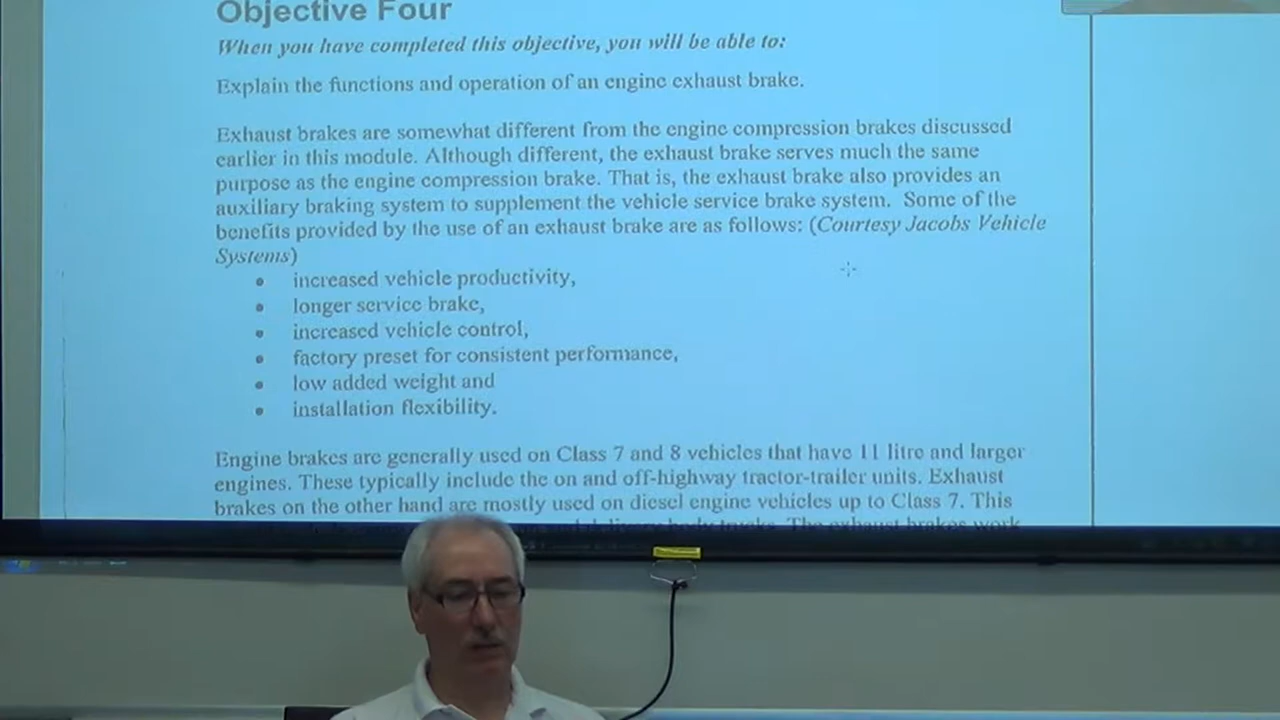 Objective Four
When you have completed this objective, you will be able to:
Explain the functions and operation of an engine exhaust brake.
Exhaust brakes are somewhat different from the engine compression brakes discussed
earlier in this module. Although different, the exhaust brake serves much the same
purpose as the engine compression brake. That is, the exhaust brake also provides an
auxiliary braking system to supplement the vehicle service brake system. Some of the
benefits provided by the use of an exhaust brake are as follows: (Courtesy Jacobs Vehicle
Systems)
• increased vehicle productivity,
• longer service brake,
• increased vehicle control,
• factory preset for consistent performance,
• low added weight and
• installation flexibility.
Engine brakes are generally used on Class 7 and 8 vehicles that have 11 litre and larger
engines. These typically include the on and off-highway tractor-trailer units. Exhaust
brakes on the other hand are mostly used on diesel engine vehicles up to Class 7. This
delivery body trucks. The exhaust brakes work